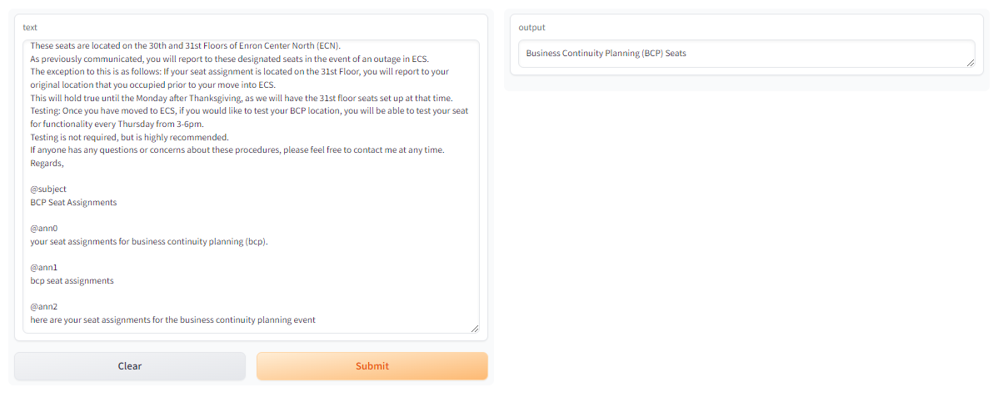 text
These seats are located on the 30th and 31st Floors of Enron Center North (ECN).
As previously communicated, you will report to these designated seats in the event of an outage in ECS.
The exception to this is as follows: If your seat assignment is located on the 31st Floor, you will report to your
original location that you occupied prior to your move into ECS.
This will hold true until the Monday after Thanksgiving, as we will have the 31st floor seats set up at that time.
Testing: Once you have moved to ECS, if you would like to test your BCP location, you will be able to test your seat
for functionality every Thursday from 3-6pm.
Testing is not required, but is highly recommended.
If anyone has any questions or concerns about these procedures, please feel free to contact me at any time.
Regards,
@subject
BCP Seat Assignments
@ann0
your seat assignments for business continuity planning (bcp).
@ann1
bcp seat assignments
@ann2
here are your seat assignments for the business continuity planning event
Clear
Submit
output
Business Continuity Planning (BCP) Seats